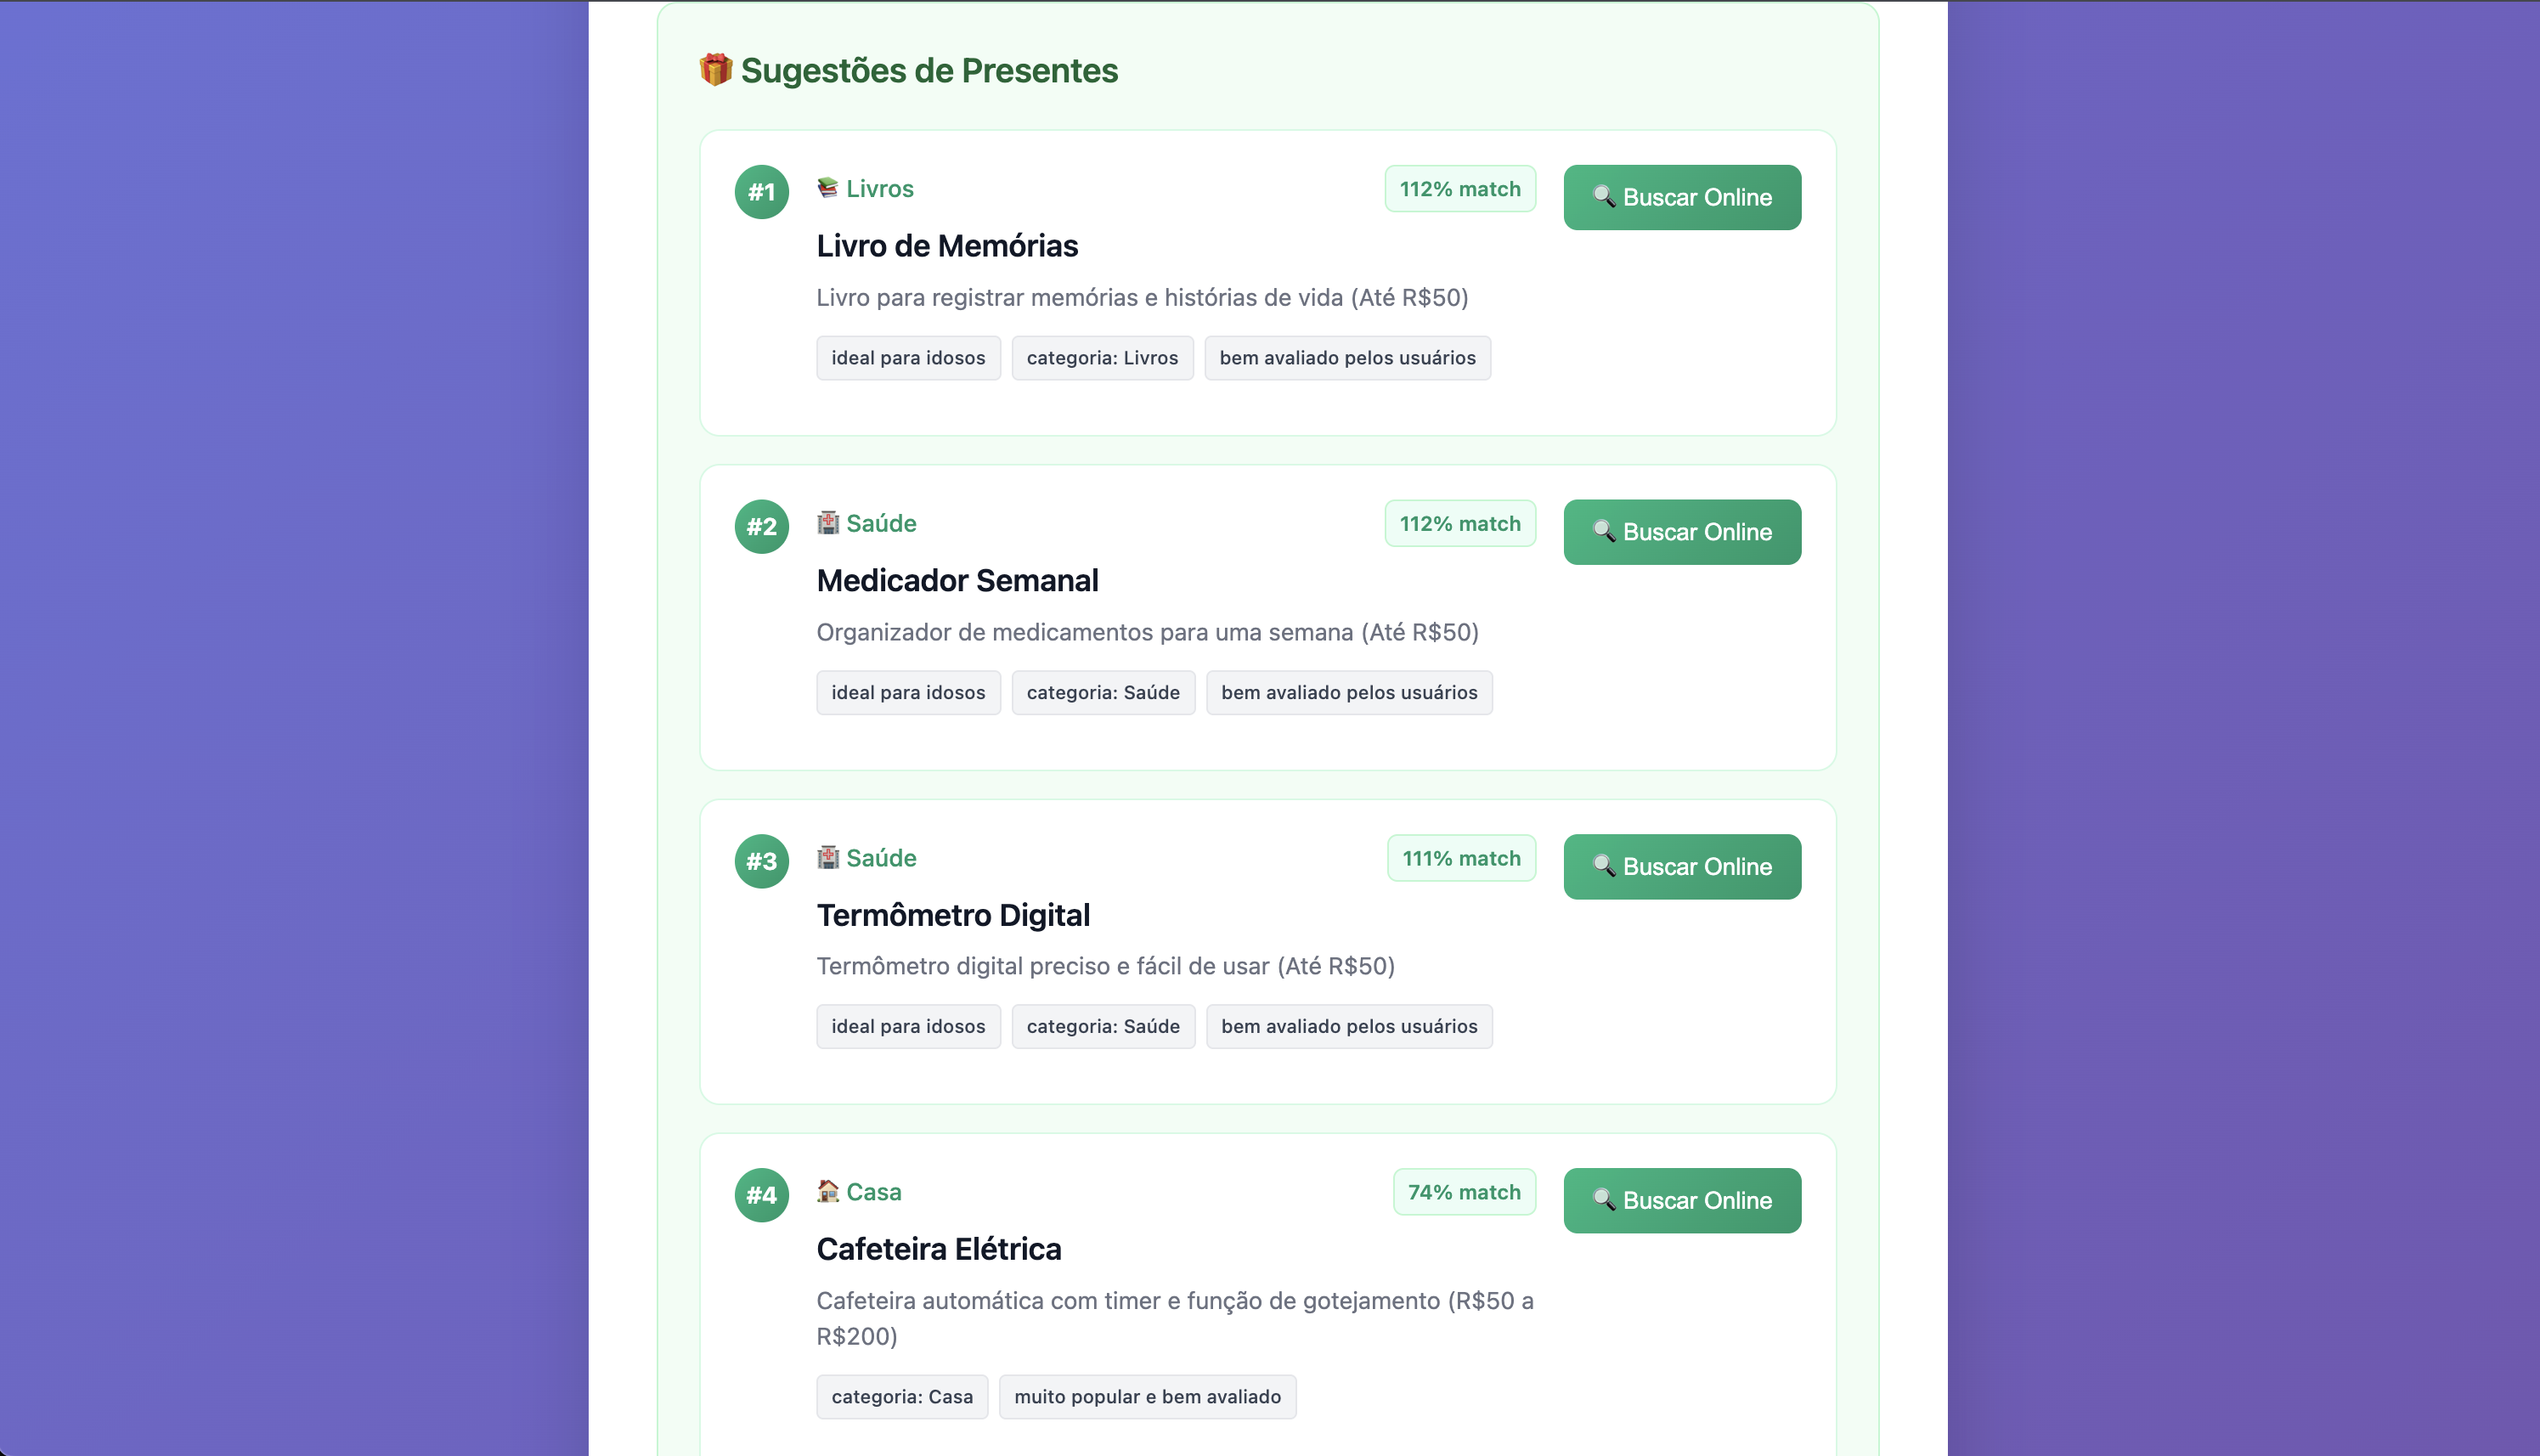 🎁 Sugestões de Presentes
#1
📚 Livros
112% match
🔍 Buscar Online
Livro de Memórias
Livro para registrar memórias e histórias de vida (Até R$50)
ideal para idosos
categoria: Livros
bem avaliado pelos usuários
#2
🏥 Saúde
112% match
🔍 Buscar Online
Medicador Semanal
Organizador de medicamentos para uma semana (Até R$50)
ideal para idosos
categoria: Saúde
bem avaliado pelos usuários
#3
🏥 Saúde
111% match
🔍 Buscar Online
Termômetro Digital
Termômetro digital preciso e fácil de usar (Até R$50)
ideal para idosos
categoria: Saúde
bem avaliado pelos usuários
#4
🏠 Casa
74% match
🔍 Buscar Online
Cafeteira Elétrica
Cafeteira automática com timer e função de gotejamento (R$50 a
R$200)
categoria: Casa
muito popular e bem avaliado